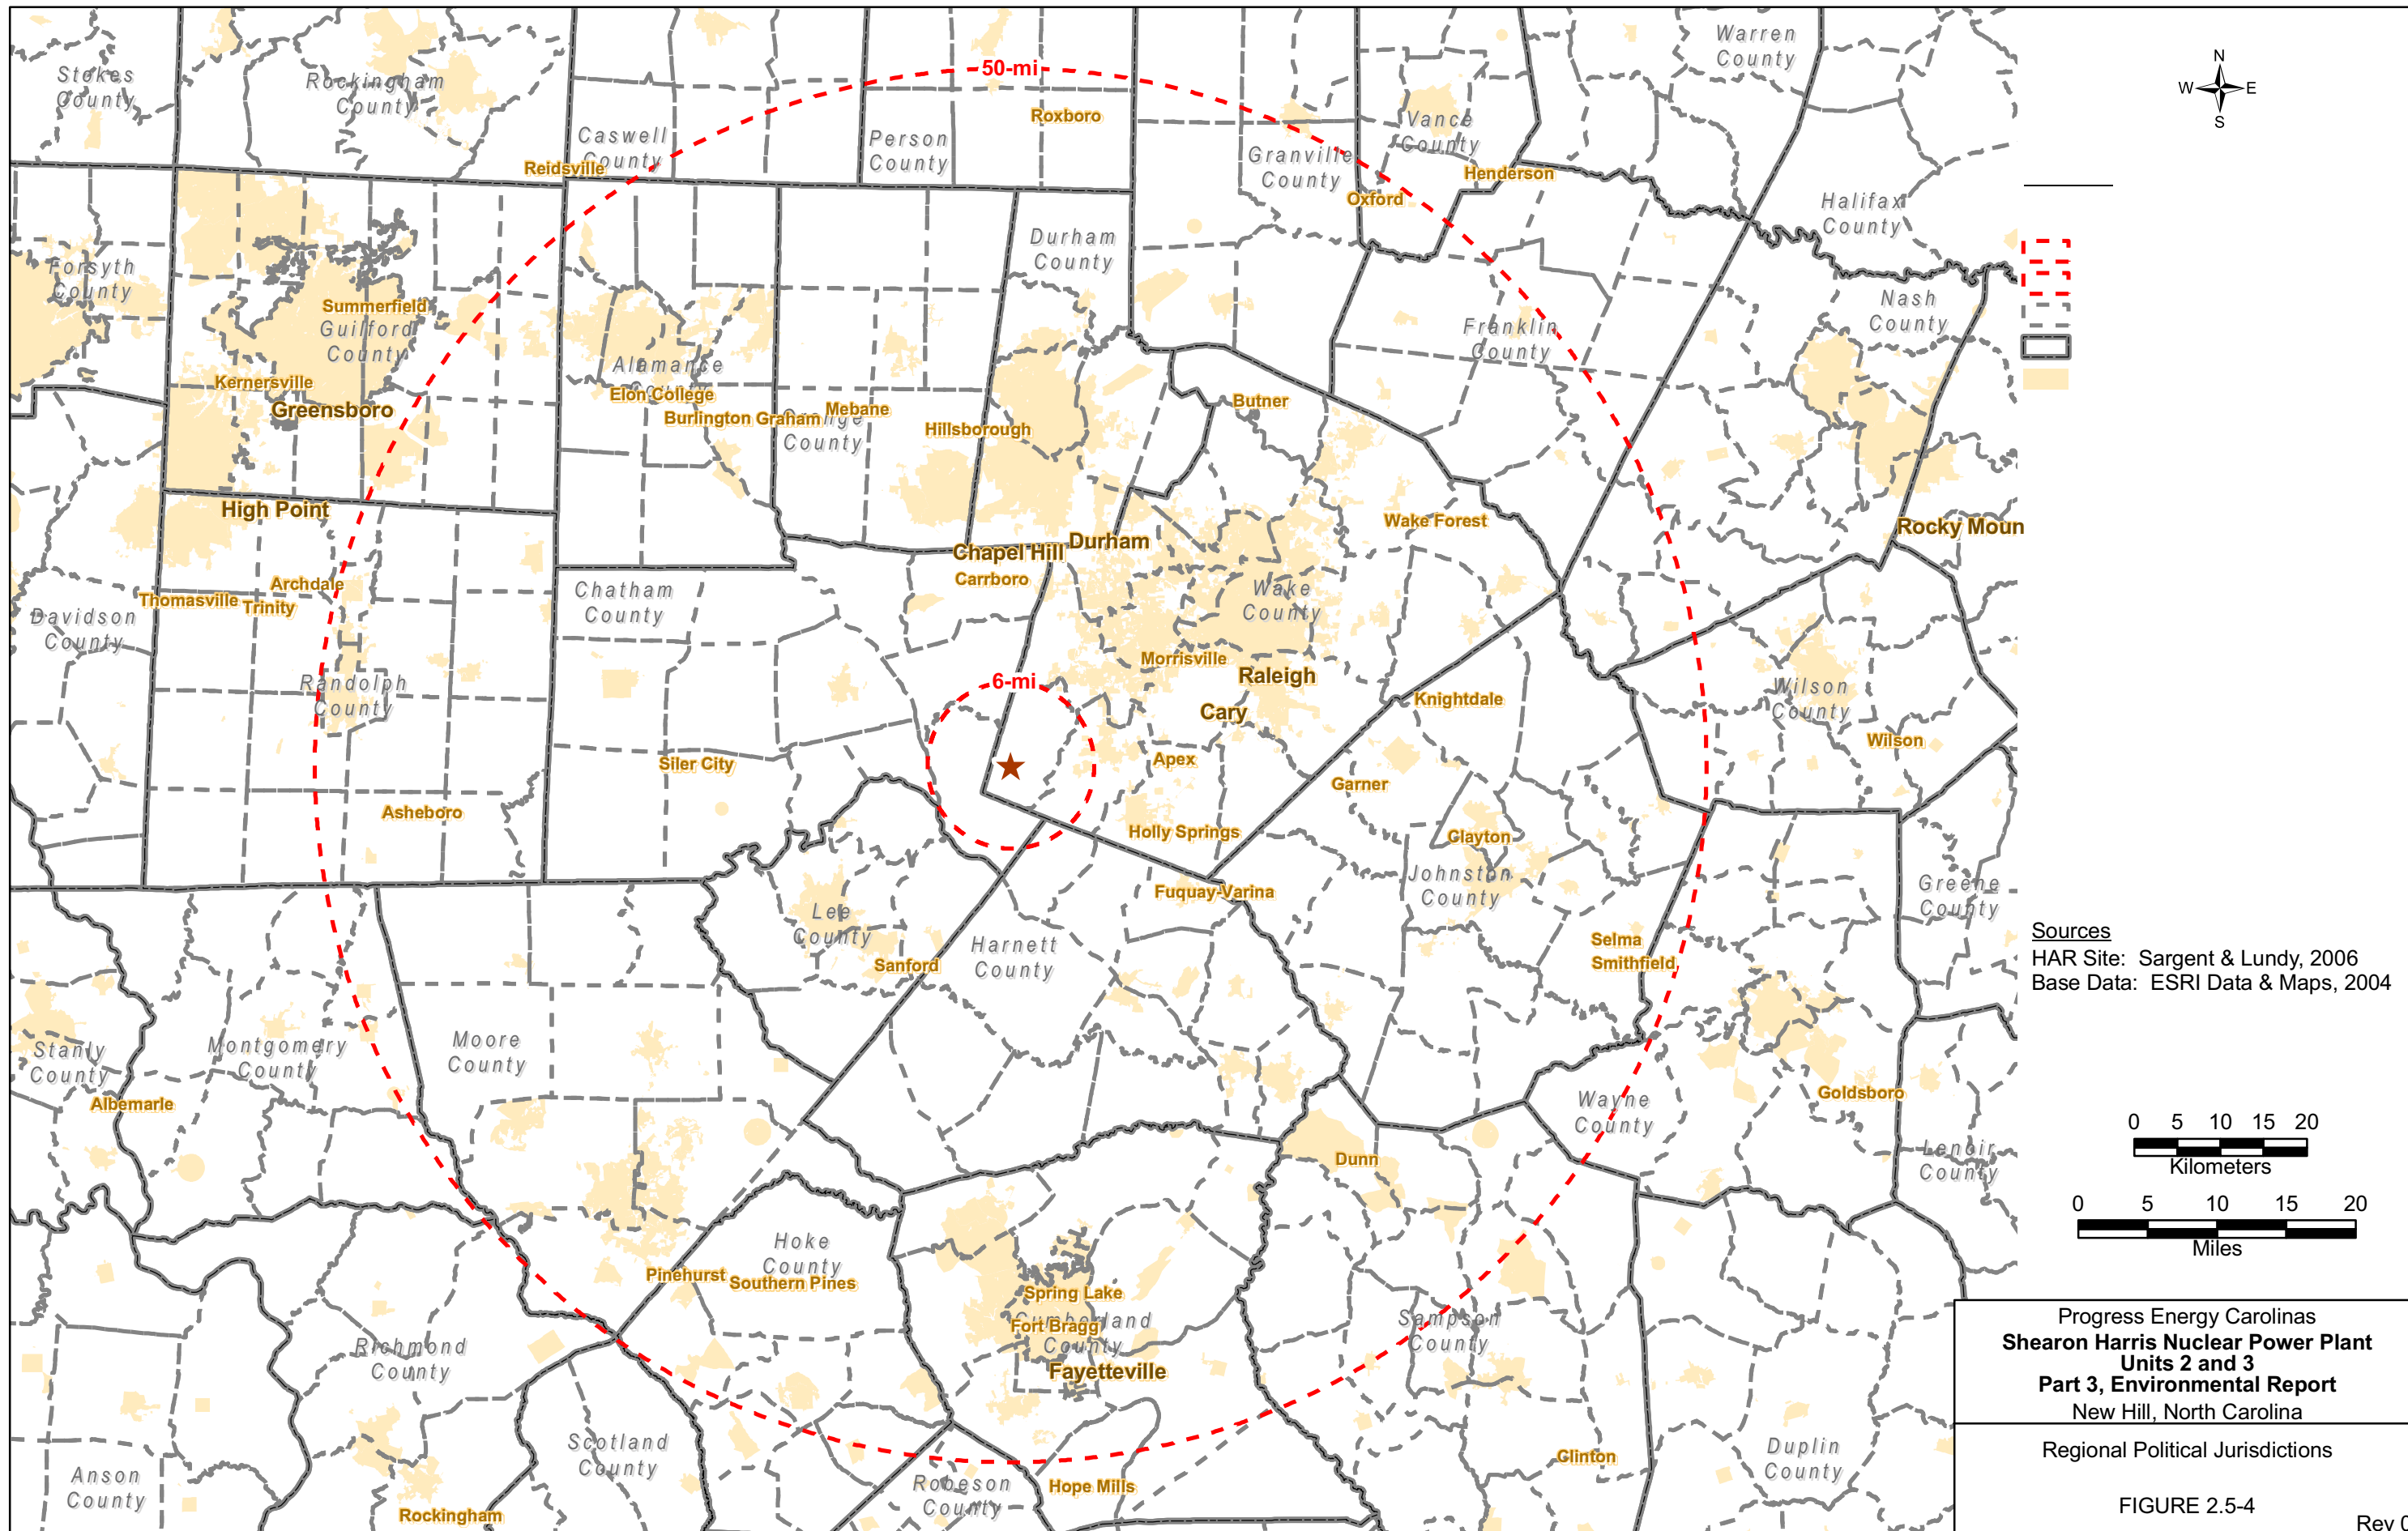 50-mi
Warren
County
N
W E
S
Stokes
County
Rockingham
County
Roxboro
Vance
County
Caswell
County
Person
County
Granville
County
Reidsville
Henderson
Oxford
Halifax
County
Durham
County
Forsyth
County
Nash
County
Summerfield
Guilford
County
Franklin
County
Alamance
Kernersville
Elon College
Greensboro
Burlington
Graham
Mebane
County
Hillsborough
Butner
High Point
Wake Forest
Rocky Moun
Durham
Chapel Hill
Carrboro
Archdale
Thomasville
Trinity
Chatham
County
Wake
County
Davidson
County
Morrisville
Raleigh
6-mi
Randolph
County
Cary
Knightdale
Wilson
County
Wilson
Siler City
Apex
Garner
Asheboro
Holly Springs
Clayton
Fuquay-Varina
Johnston
County
Greene
County
Lee
County
Harnett
County
Sanford
Selma
Smithfield
Sources
HAR Site: Sargent & Lundy, 2006
Base Data: ESRI Data & Maps, 2004
Stanly
County
Montgomery
County
Moore
County
Albemarle
Goldsboro
Wayne
County
Dunn
Lenoir
County
0 5 10 15 20
Kilometers
0 5 10 15 20
Miles
Hoke
County
Pinehurst
Southern Pines
Spring Lake
Fort Bragg
Cumberland
County
Fayetteville
Sampson
County
Richmond
County
Scotland
County
Anson
County
Rockingham
Robeson
County
Hope Mills
Clinton
Duplin
County
Progress Energy Carolinas
Shearon Harris Nuclear Power Plant
Units 2 and 3
Part 3, Environmental Report
New Hill, North Carolina
Regional Political Jurisdictions
FIGURE 2.5-4
Rev